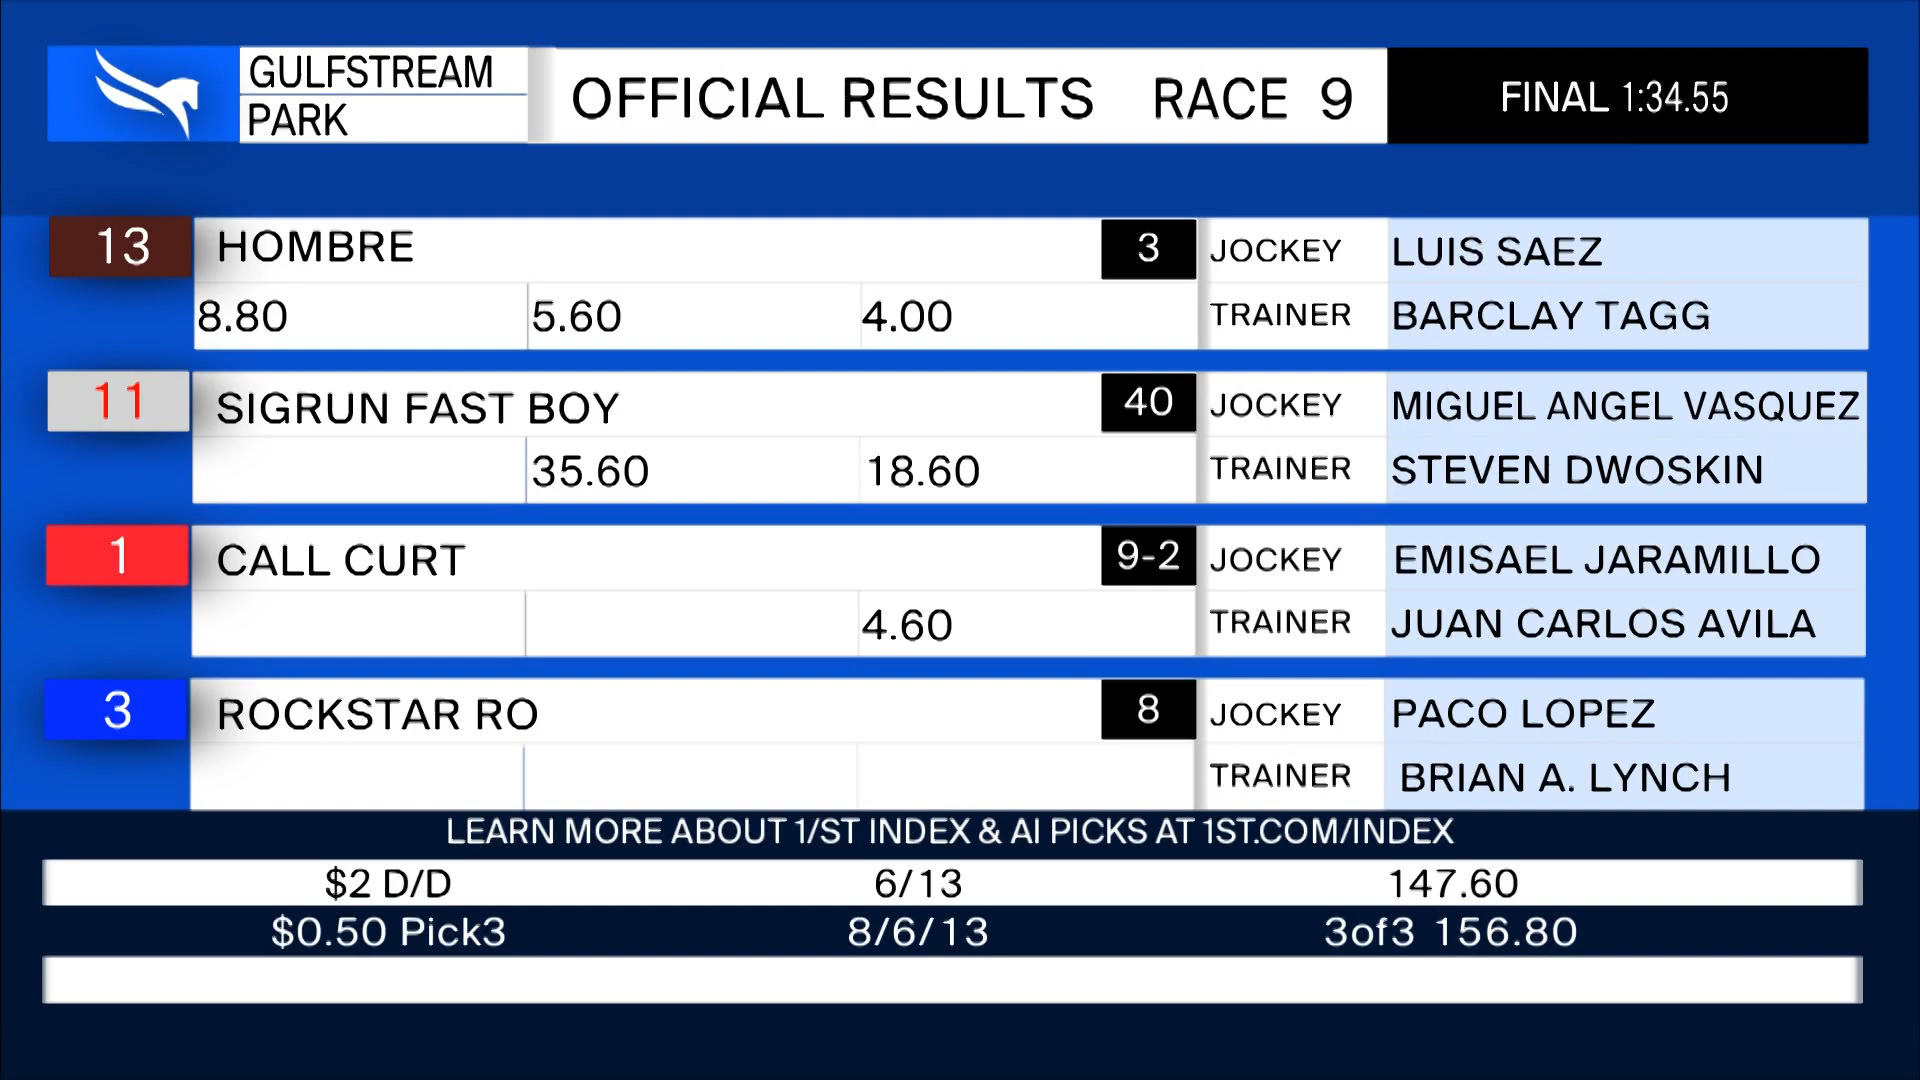 GULFSTREAM
PARK
OFFICIAL RESULTS RACE 9
FINAL 1:34.55
13 HOMBRE 3 JOCKEY LUIS SAEZ
8.80 5.60 4.00 TRAINER BARCLAY TAGG
11 SIGRUN FAST BOY 40 JOCKEY MIGUEL ANGEL VASQUEZ
35.60 18.60 TRAINER STEVEN DWOSKIN
1 CALL CURT 9-2 JOCKEY EMISAEL JARAMILLO
4.60 TRAINER JUAN CARLOS AVILA
3 ROCKSTAR RO 8 JOCKEY PACO LOPEZ
TRAINER BRIAN A. LYNCH
LEARN MORE ABOUT 1/ST INDEX & AI PICKS AT 1ST.COM/INDEX
$2 D/D 6/13 147.60
$0.50 Pick3 8/6/13 3of3 156.80